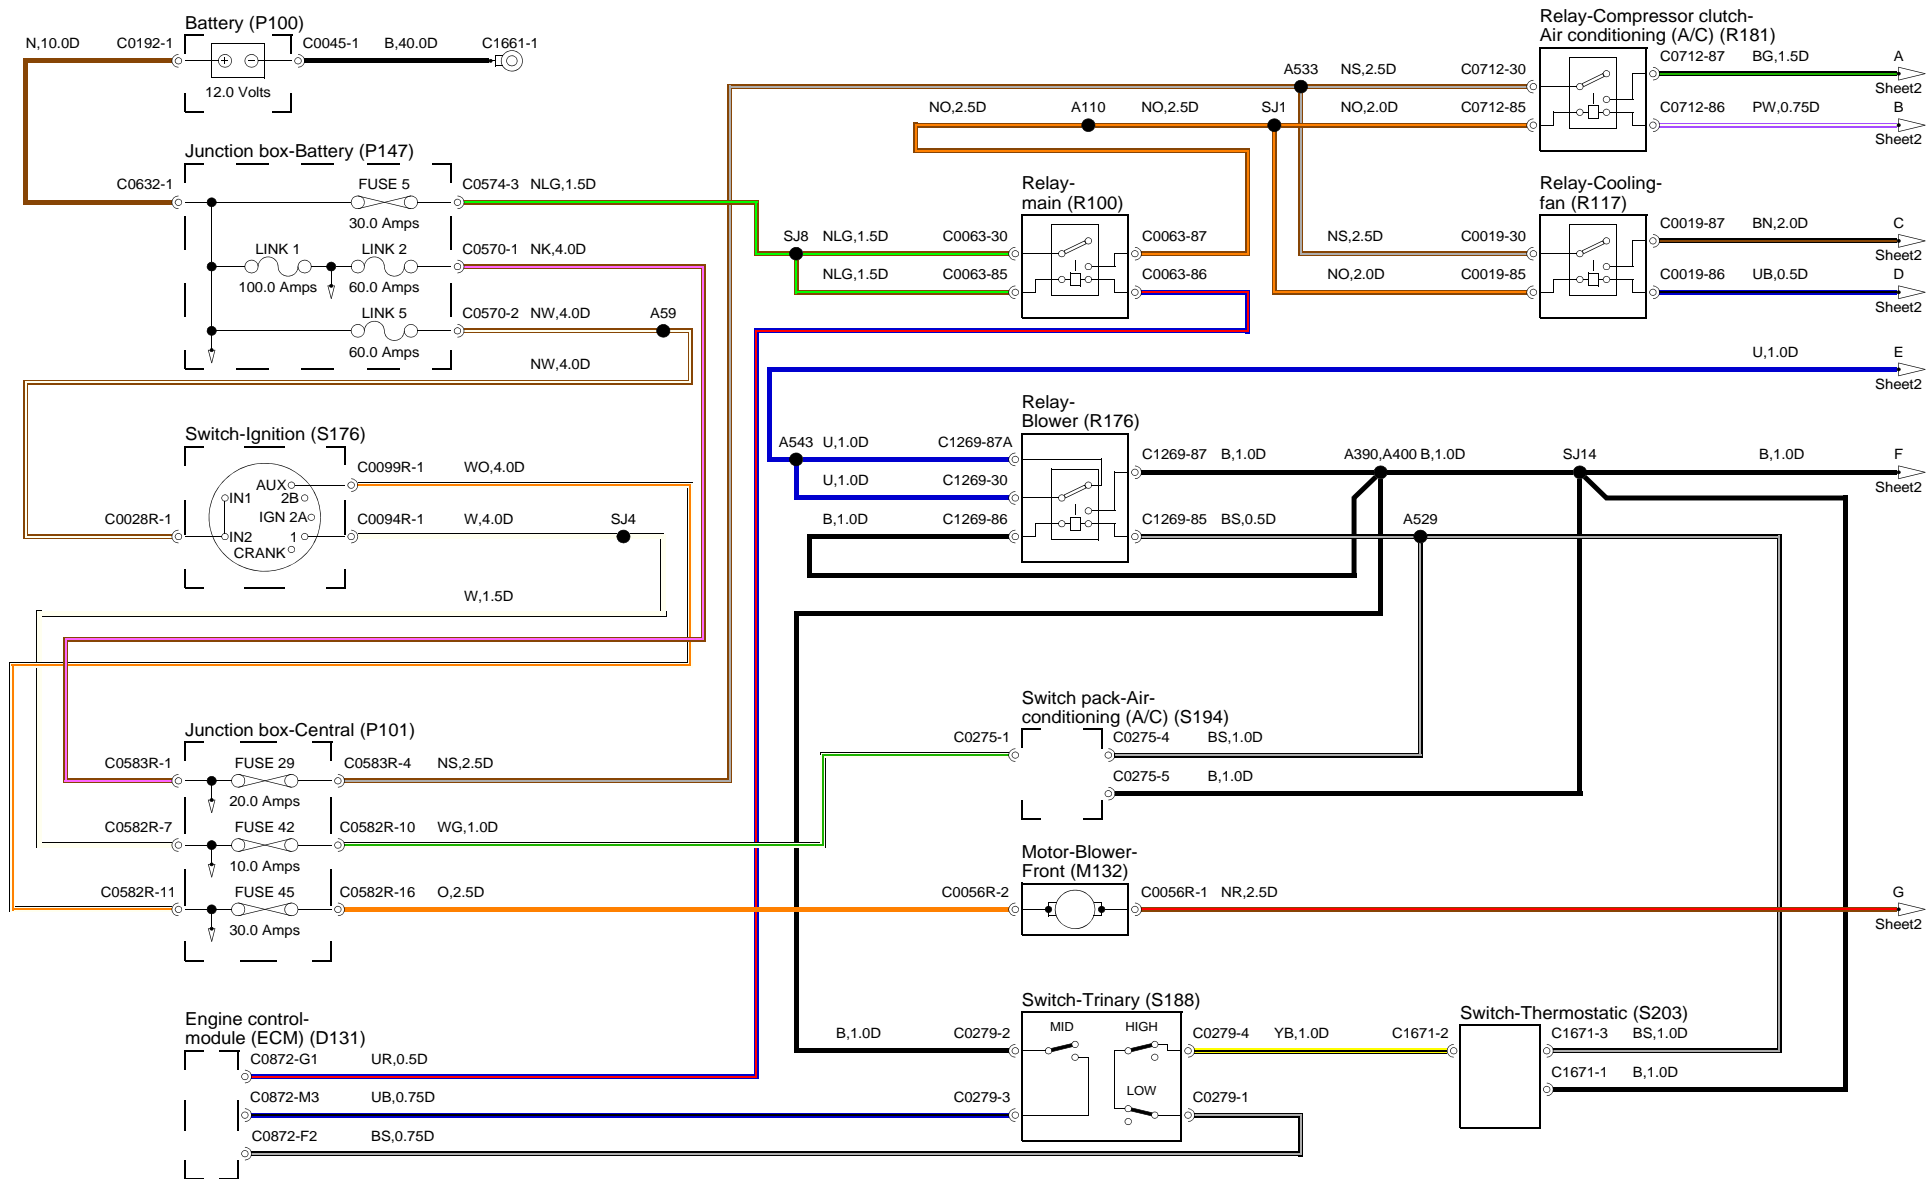 Battery (P100)
N,10.0D
C0192-1
C0045-1
B,40.0D
C1661-1
12.0 Volts
Junction box-Battery (P147)
C0632-1
FUSE 5
30.0 Amps
C0574-3
NLG,1.5D
LINK 1
100.0 Amps
LINK 2
60.0 Amps
C0570-1
NK,4.0D
LINK 5
60.0 Amps
C0570-2
NW,4.0D
A59
NW,4.0D
Switch-Ignition (S176)
C0099R-1
WO,4.0D
AUX
IN1
2B
IGN 2A
IN2
1
CRANK
C0028R-1
C0094R-1
W,4.0D
SJ4
W,1.5D
Junction box-Central (P101)
C0583R-1
FUSE 29
20.0 Amps
C0583R-4
NS,2.5D
C0582R-7
FUSE 42
10.0 Amps
C0582R-10
WG,1.0D
C0582R-11
FUSE 45
30.0 Amps
C0582R-16
O,2.5D
Engine control-
module (ECM) (D131)
C0872-G1
UR,0.5D
C0872-M3
UB,0.75D
C0872-F2
BS,0.75D
Relay-Compressor clutch-
Air conditioning (A/C) (R181)
A533
NS,2.5D
C0712-30
C0712-87
BG,1.5D
A
Sheet2
NO,2.5D
A110
NO,2.5D
SJ1
NO,2.0D
C0712-85
C0712-86
PW,0.75D
B
Sheet2
Relay-
main (R100)
SJ8
NLG,1.5D
C0063-30
C0063-87
NLG,1.5D
C0063-85
C0063-86
Relay-Cooling-
fan (R117)
NS,2.5D
C0019-30
C0019-87
BN,2.0D
C
Sheet2
NO,2.0D
C0019-85
C0019-86
UB,0.5D
D
Sheet2
U,1.0D
E
Sheet2
Relay-
Blower (R176)
A543
U,1.0D
C1269-87A
C1269-87
B,1.0D
A390,A400
B,1.0D
SJ14
B,1.0D
F
Sheet2
U,1.0D
C1269-30
B,1.0D
C1269-86
C1269-85
BS,0.5D
A529
Switch pack-Air-
conditioning (A/C) (S194)
C0275-1
C0275-4
BS,1.0D
C0275-5
B,1.0D
Motor-Blower-
Front (M132)
C0056R-2
C0056R-1
NR,2.5D
G
Sheet2
Switch-Trinary (S188)
B,1.0D
C0279-2
MID
HIGH
C0279-4
YB,1.0D
C1671-2
LOW
C0279-3
C0279-1
Switch-Thermostatic (S203)
C1671-3
BS,1.0D
C1671-1
B,1.0D